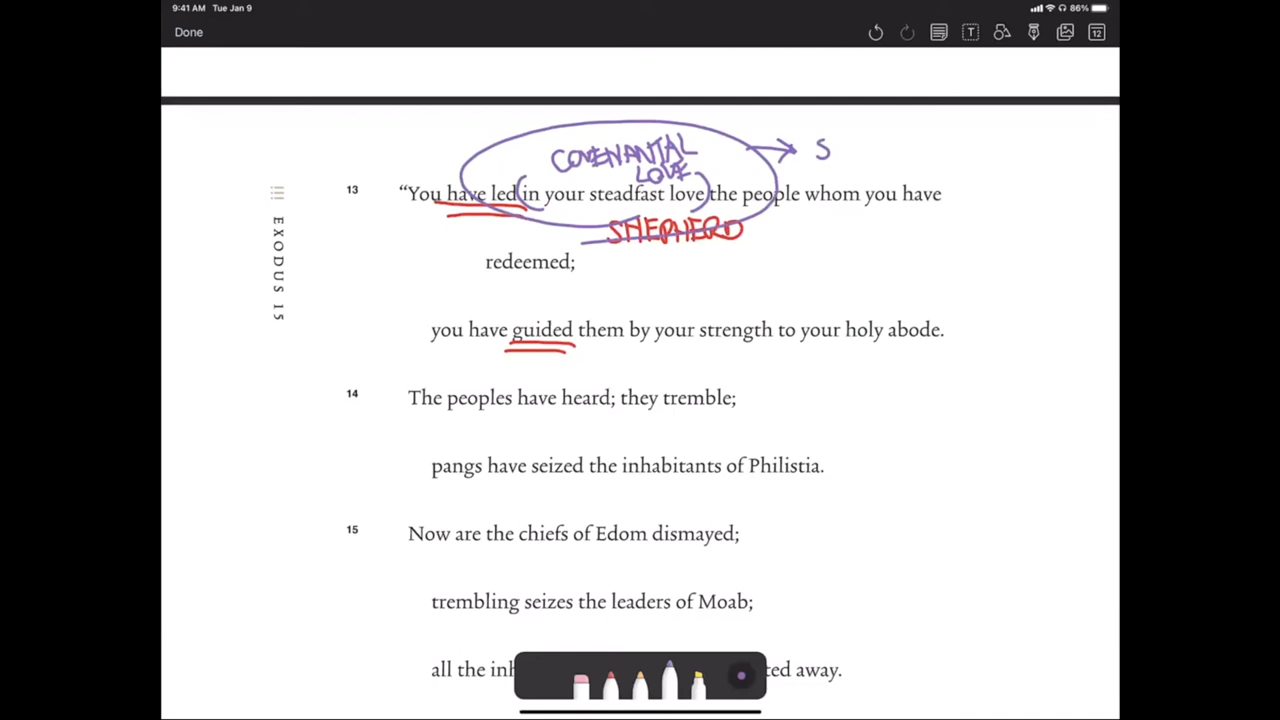 9:41 AM Tue Jan 9
86%
Done
T
12
COVENANTAL
LOVE
S
13 “You have led in your steadfast love the people whom you have
SHEPHERD
redeemed;
EXODUS 15
you have guided them by your strength to your holy abode.
14 The peoples have heard; they tremble;
pangs have seized the inhabitants of Philistia.
15 Now are the chiefs of Edom dismayed;
trembling seizes the leaders of Moab;
all the away.